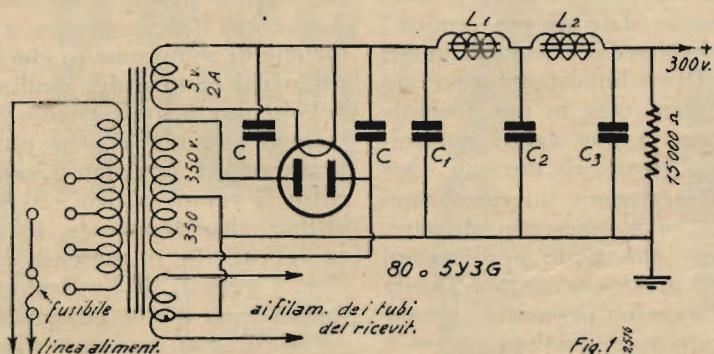 L1 L2
+
300 v.
5 v.
2 A
C C C1 C2 C3
15000 Ω
350 v.
350
80 o 5Y3G
fusibile
ai filam. dei tubi
del ricevit.
linea aliment.
Fig. 1
2516